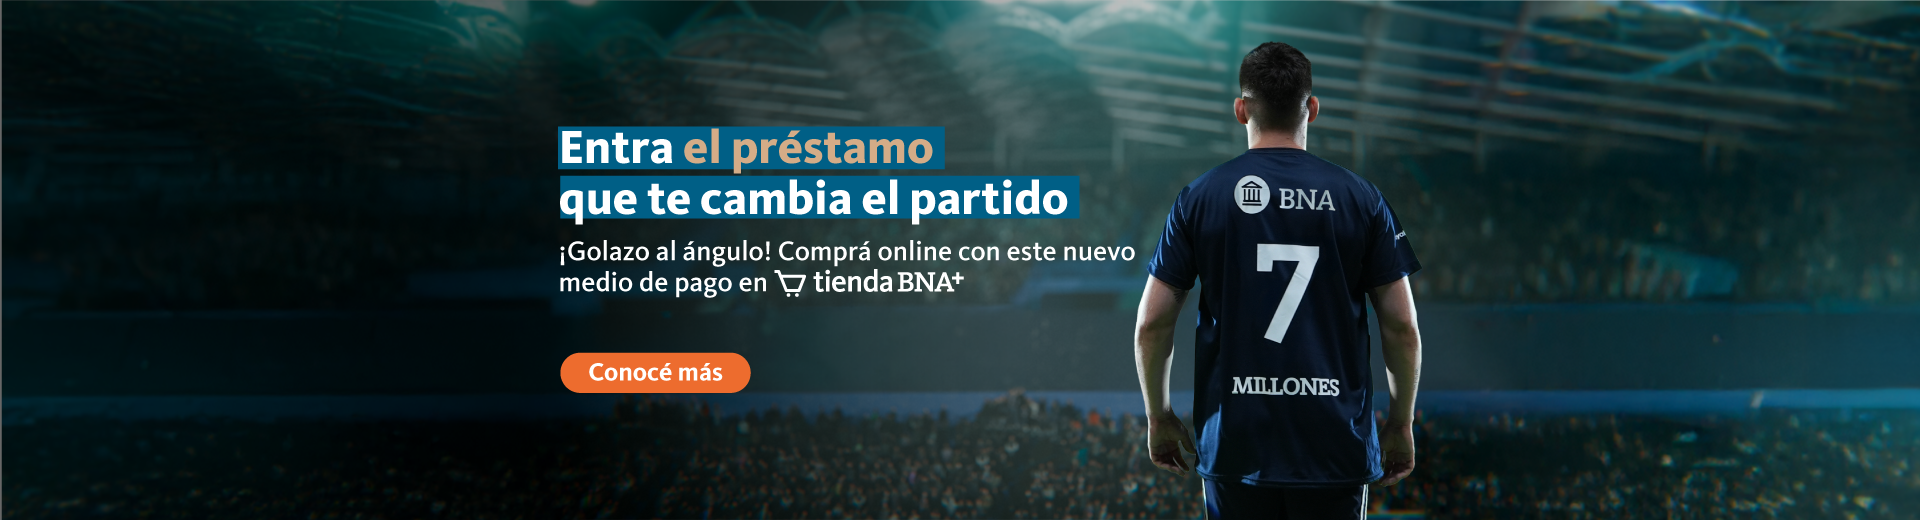 Entra el préstamo
que te cambia el partido
¡Golazo al ángulo! Comprá online con este nuevo
medio de pago en tienda BNA+
Conocé más
BNA
7
MILLONES